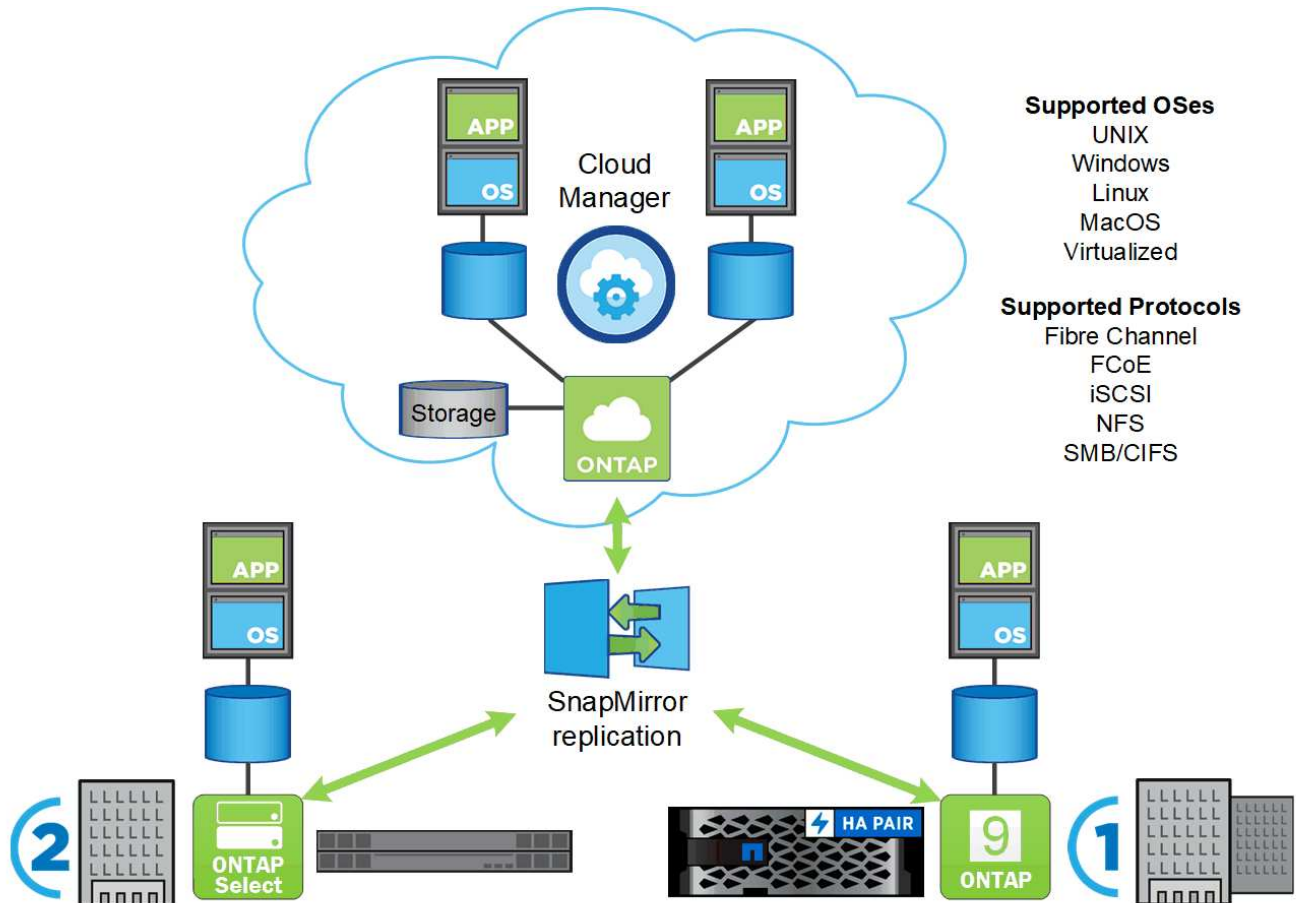 APP
OS
APP
OS
Cloud
Manager
Storage
ONTAP
Supported OSes
UNIX
Windows
Linux
MacOS
Virtualized
Supported Protocols
Fibre Channel
FCoE
iSCSI
NFS
SMB/CIFS
APP
OS
SnapMirror
replication
APP
OS
2
ONTAP
Select
HA PAIR
9
ONTAP
1